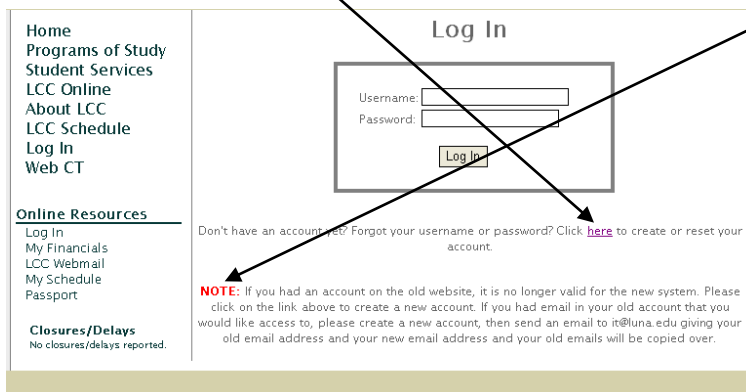 Home
Programs of Study
Student Services
LCC Online
About LCC
LCC Schedule
Log In
Web CT
Online Resources
Log In
My Financials
LCC Webmail
My Schedule
Passport
Closures/Delays
No closures/delays reported.
Log In
Username:
Password:
Log In
Don't have an account yet? Forgot your username or password? Click here to create or reset your
account.
NOTE: If you had an account on the old website, it is no longer valid for the new system. Please
click on the link above to create a new account. If you had email in your old account that you
would like access to, please create a new account, then send an email to it@luna.edu giving your
old email address and your new email address and your old emails will be copied over.